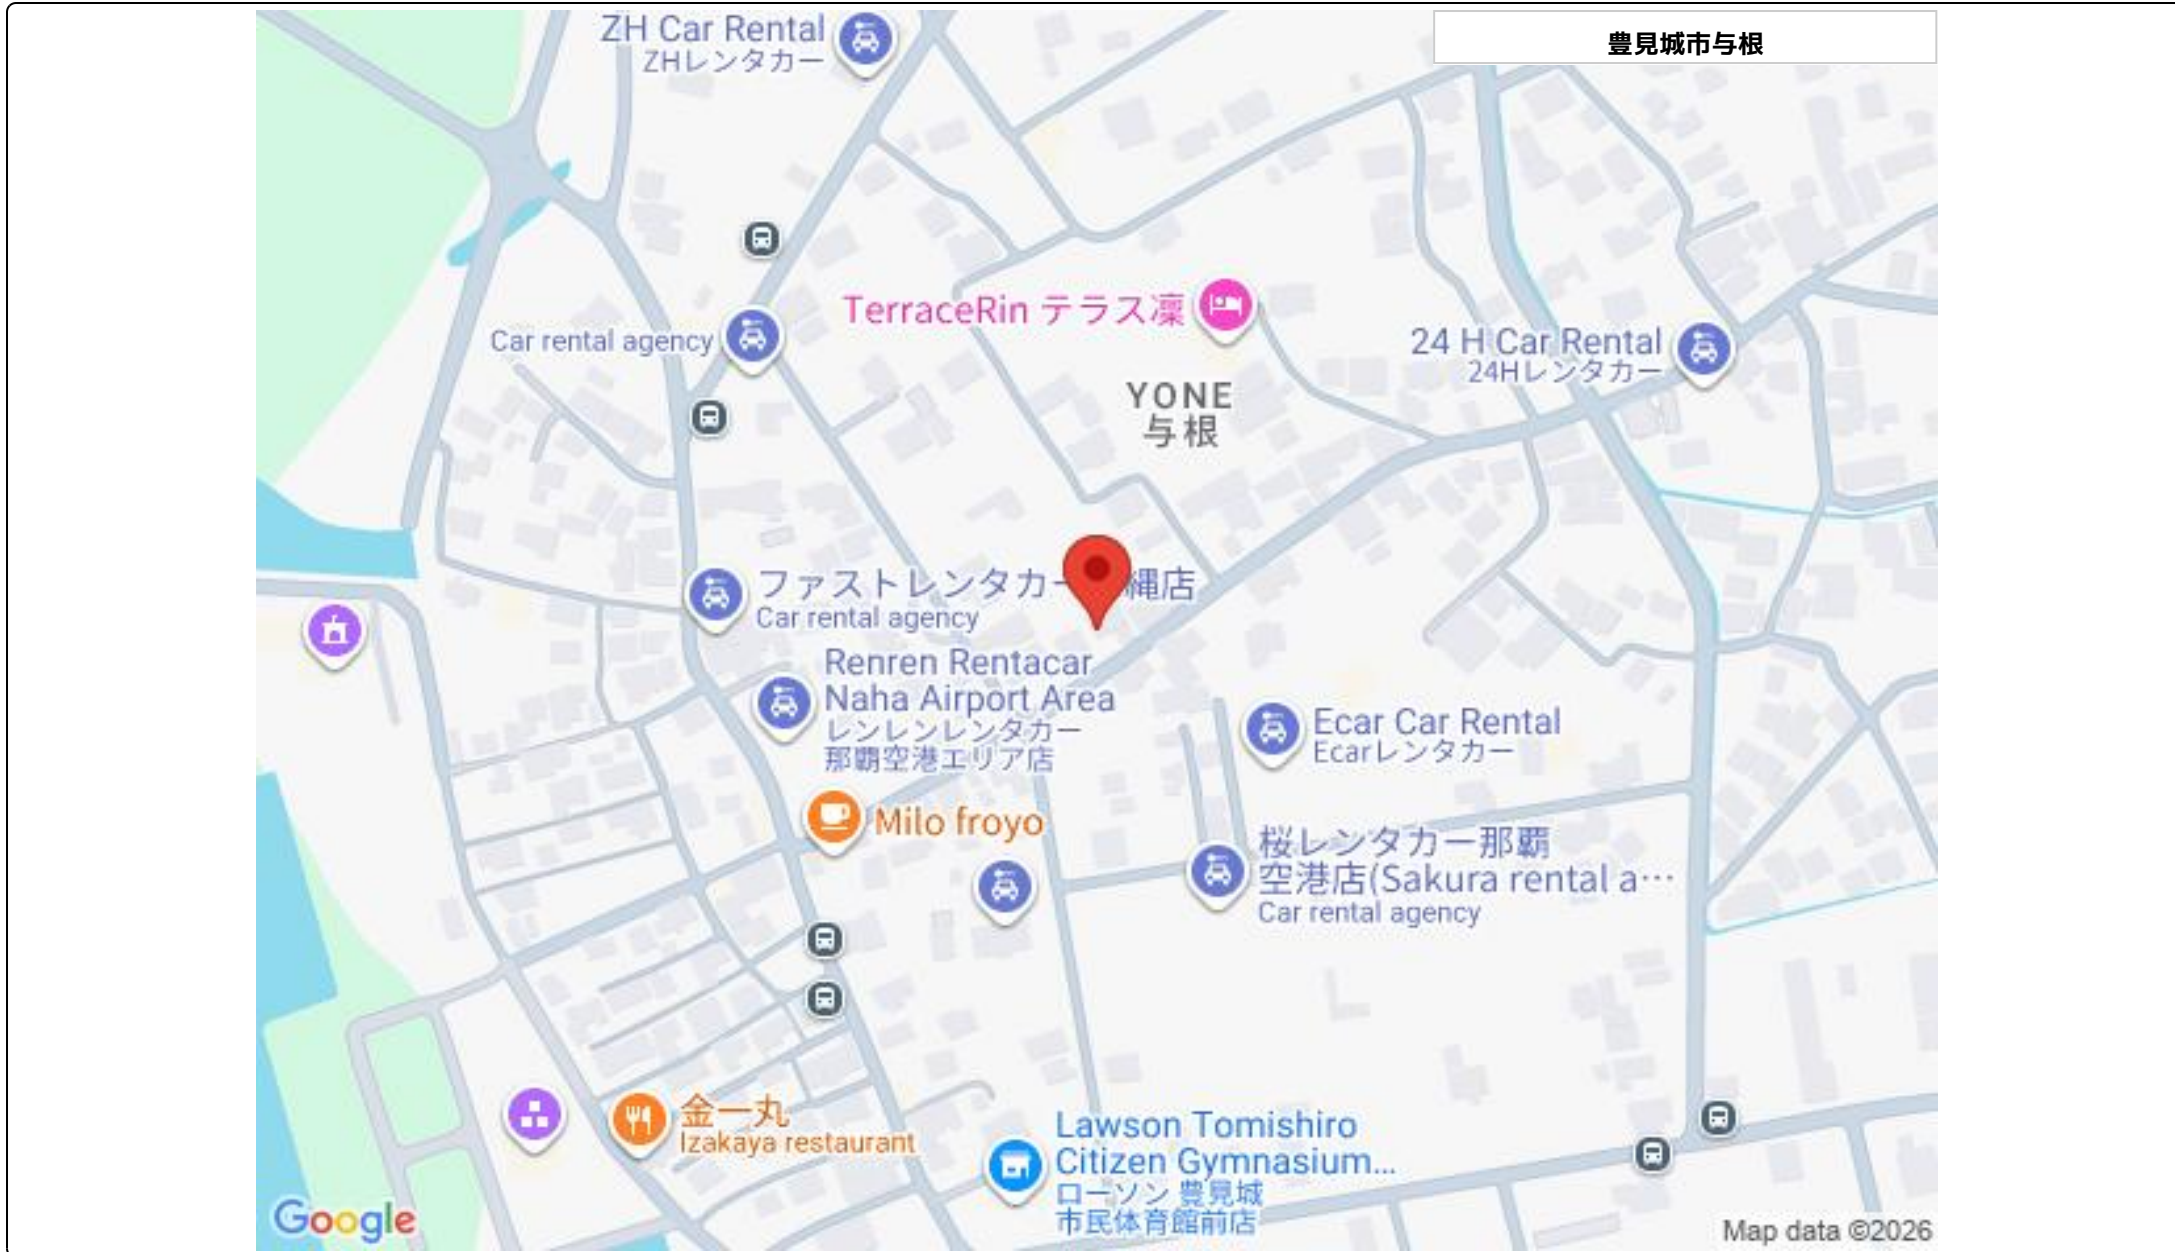 ZH Car Rental
ZHレンタカー
豊見城市与根
TerraceRin テラス凜
Car rental agency
24 H Car Rental
24Hレンタカー
YONE
与根
ファストレンタカー 縄店
Car rental agency
Renren Rentacar
Naha Airport Area
レンレンレンタカー
那覇空港エリア店
Ecar Car Rental
Ecarレンタカー
Milo froyo
桜レンタカー那覇
空港店(Sakura rental a…
Car rental agency
金一丸
Izakaya restaurant
Lawson Tomishiro
Citizen Gymnasium...
ローソン 豊見城
市民体育館前店
Google
Map data ©2026